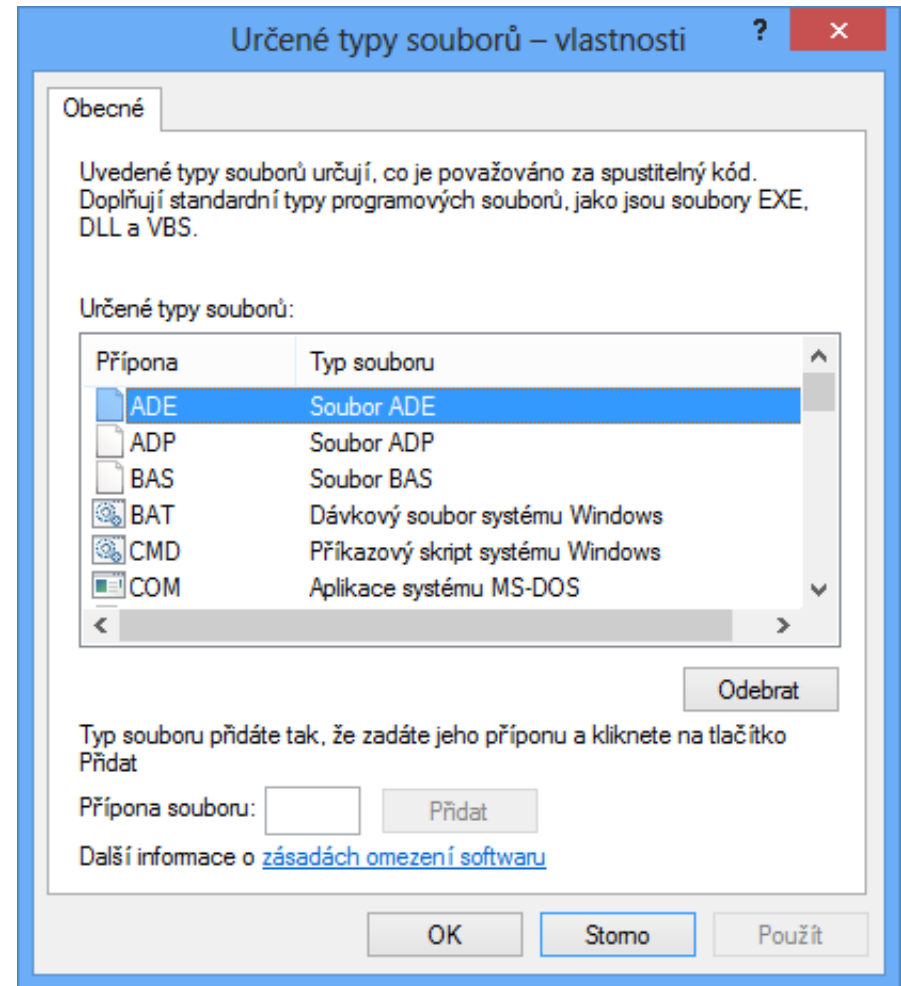 Určené typy souborů – vlastnosti
?
Obecné
Uvedené typy souborů určují, co je považováno za spustitelný kód.
Doplňují standardní typy programových souborů, jako jsou soubory EXE,
DLL a VBS.
Určené typy souborů:
Přípona Typ souboru
ADE Soubor ADE
ADP Soubor ADP
BAS Soubor BAS
BAT Dávkový soubor systému Windows
CMD Příkazový skript systému Windows
COM Aplikace systému MS-DOS
Odebrat
Typ souboru přidáte tak, že zadáte jeho příponu a kliknete na tlačítko
Přidat
Přípona souboru: Přidat
Další informace o zásadách omezení softwaru
OK Storno Použít